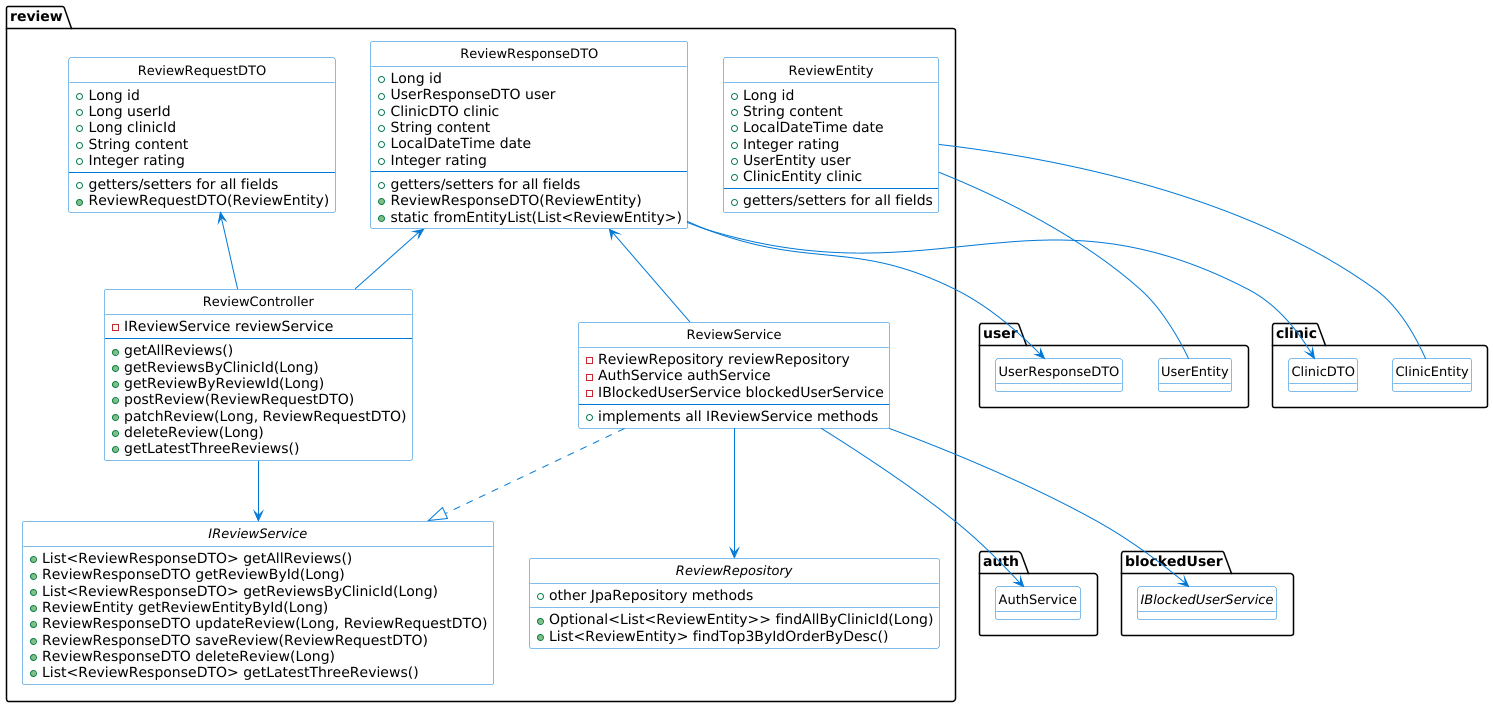 review
ReviewRequestDTO
Long id
Long userId
Long clinicId
String content
Integer rating
getters/setters for all fields
ReviewRequestDTO(ReviewEntity)
ReviewResponseDTO
Long id
UserResponseDTO user
ClinicDTO clinic
String content
LocalDateTime date
Integer rating
getters/setters for all fields
ReviewResponseDTO(ReviewEntity)
static fromEntityList(List<ReviewEntity>)
ReviewEntity
Long id
String content
LocalDateTime date
Integer rating
UserEntity user
ClinicEntity clinic
getters/setters for all fields
ReviewController
IReviewService reviewService
getAllReviews()
getReviewsByClinicId(Long)
getReviewByReviewId(Long)
postReview(ReviewRequestDTO)
patchReview(Long, ReviewRequestDTO)
deleteReview(Long)
getLatestThreeReviews()
ReviewService
ReviewRepository reviewRepository
AuthService authService
IBlockedUserService blockedUserService
implements all IReviewService methods
user
UserResponseDTO
UserEntity
clinic
ClinicDTO
ClinicEntity
IReviewService
List<ReviewResponseDTO> getAllReviews()
ReviewResponseDTO getReviewById(Long)
List<ReviewResponseDTO> getReviewsByClinicId(Long)
ReviewEntity getReviewEntityById(Long)
ReviewResponseDTO updateReview(Long, ReviewRequestDTO)
ReviewResponseDTO saveReview(ReviewRequestDTO)
ReviewResponseDTO deleteReview(Long)
List<ReviewResponseDTO> getLatestThreeReviews()
ReviewRepository
other JpaRepository methods
Optional<List<ReviewEntity>> findAllByClinicId(Long)
List<ReviewEntity> findTop3ByIdOrderByDesc()
auth
AuthService
blockedUser
IBlockedUserService